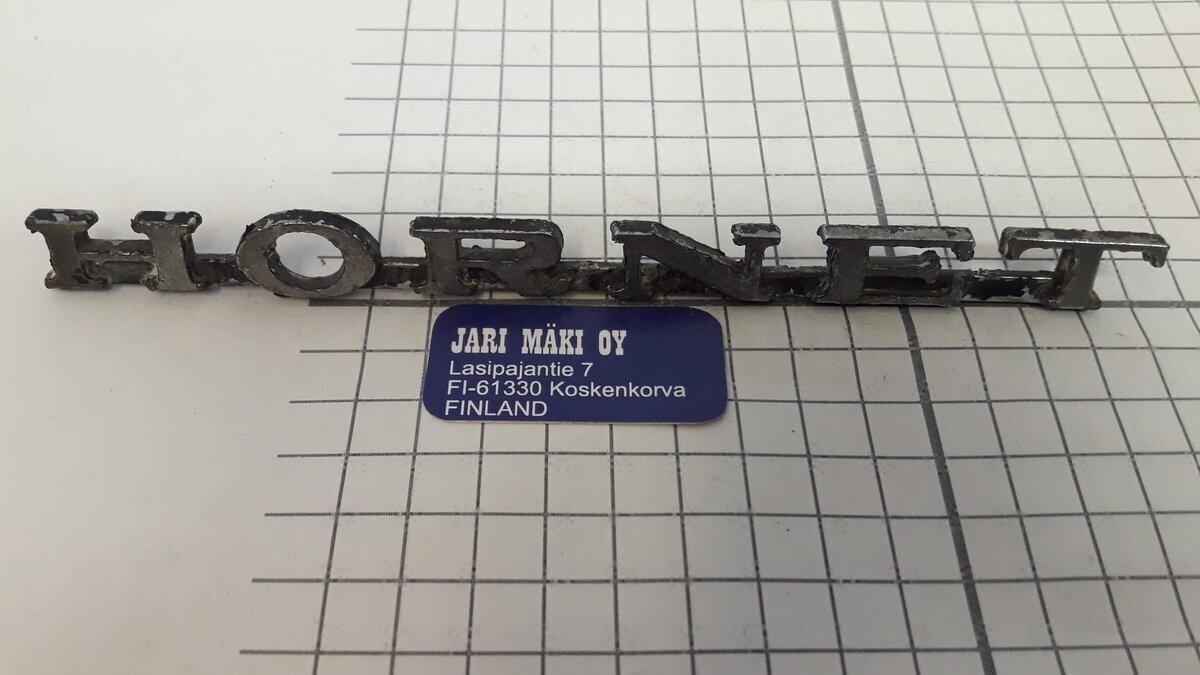 HORNET
JARI MÄKI OY
Lasipajantie 7
FI-61330 Koskenkorva
FINLAND